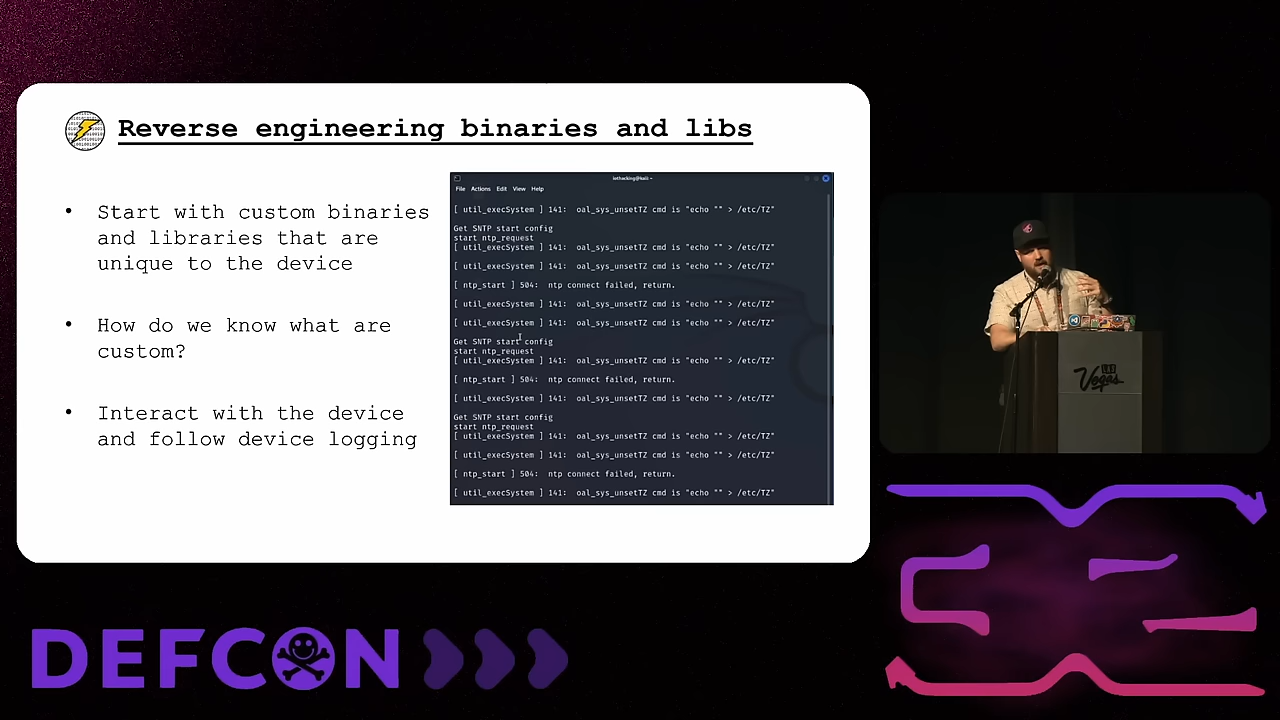 Reverse engineering binaries and libs
• Start with custom binaries
and libraries that are
unique to the device
• How do we know what are
custom?
• Interact with the device
and follow device logging
iothacking@kali: ~
File Actions Edit View Help
[ util_execSystem ] 141: oal_sys_unsetTZ cmd is "echo "" > /etc/TZ"
Get SNTP start config
start ntp_request
[ util_execSystem ] 141: oal_sys_unsetTZ cmd is "echo "" > /etc/TZ"
[ util_execSystem ] 141: oal_sys_unsetTZ cmd is "echo "" > /etc/TZ"
[ ntp_start ] 504: ntp connect failed, return.
[ util_execSystem ] 141: oal_sys_unsetTZ cmd is "echo "" > /etc/TZ"
[ util_execSystem ] 141: oal_sys_unsetTZ cmd is "echo "" > /etc/TZ"
Get SNTP start config
start ntp_request
[ util_execSystem ] 141: oal_sys_unsetTZ cmd is "echo "" > /etc/TZ"
[ ntp_start ] 504: ntp connect failed, return.
[ util_execSystem ] 141: oal_sys_unsetTZ cmd is "echo "" > /etc/TZ"
Get SNTP start config
start ntp_request
[ util_execSystem ] 141: oal_sys_unsetTZ cmd is "echo "" > /etc/TZ"
[ util_execSystem ] 141: oal_sys_unsetTZ cmd is "echo "" > /etc/TZ"
[ ntp_start ] 504: ntp connect failed, return.
[ util_execSystem ] 141: oal_sys_unsetTZ cmd is "echo "" > /etc/TZ"
LAS
Vegas
DEFCON